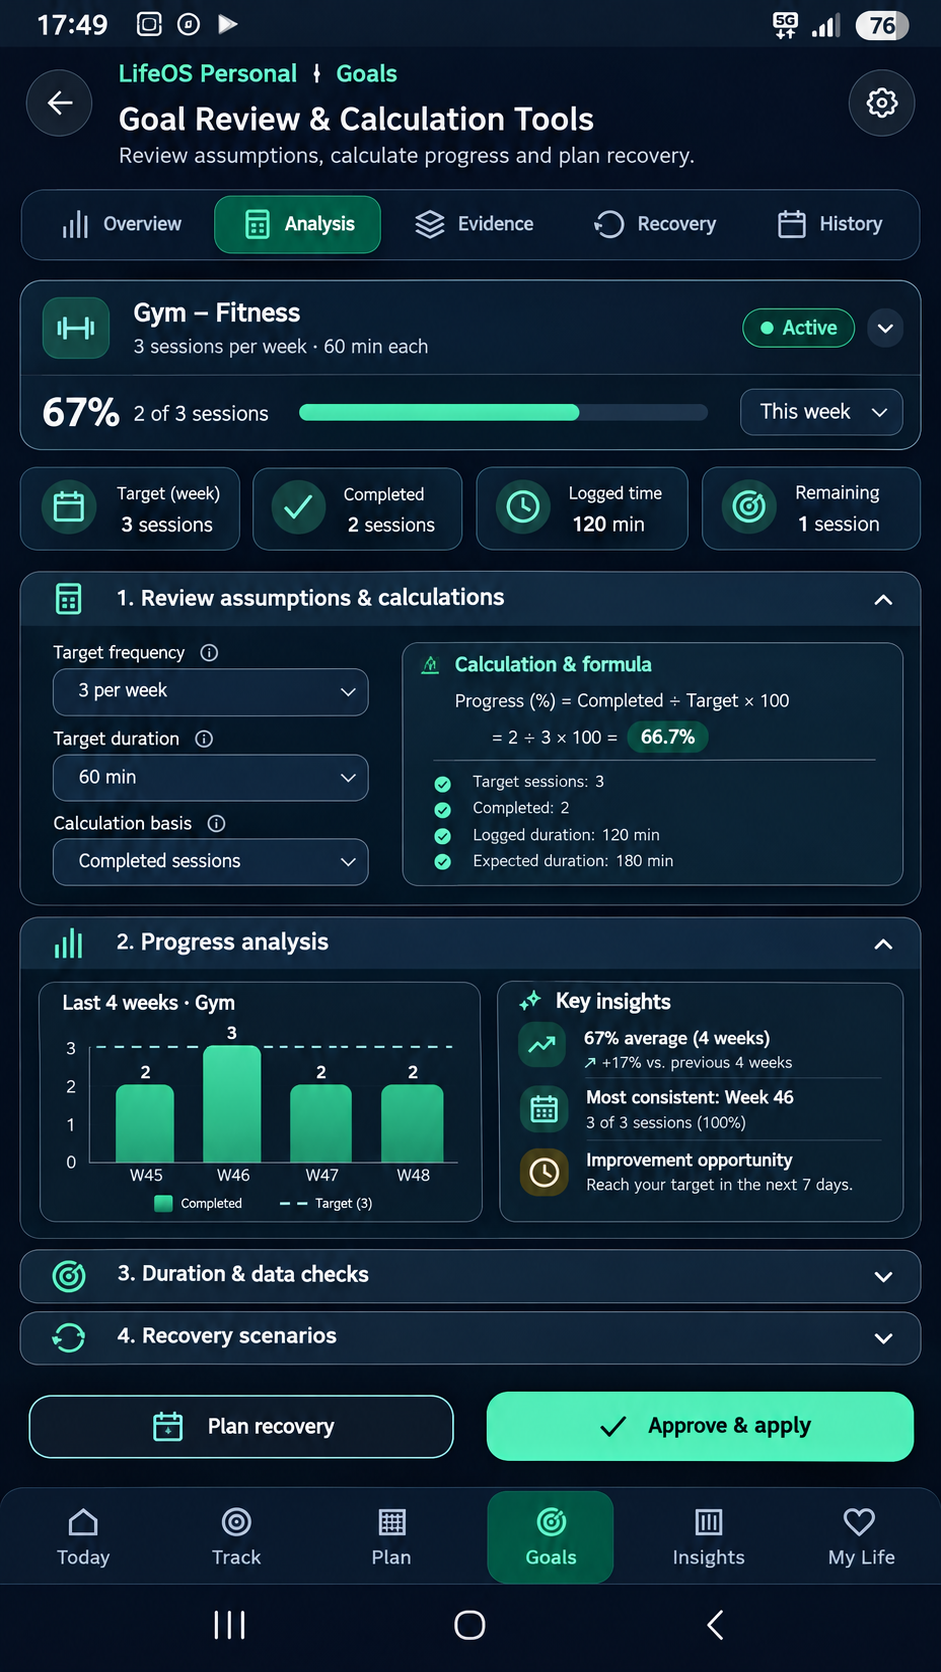 17:49
5G
76
LifeOS Personal
Goals
Goal Review & Calculation Tools
Review assumptions, calculate progress and plan recovery.
Overview
Analysis
Evidence
Recovery
History
Gym – Fitness
3 sessions per week · 60 min each
Active
67%
2 of 3 sessions
This week
Target (week)
3 sessions
Completed
2 sessions
Logged time
120 min
Remaining
1 session
1. Review assumptions & calculations
Target frequency
3 per week
Target duration
60 min
Calculation basis
Completed sessions
Calculation & formula
Progress (%) = Completed ÷ Target × 100
= 2 ÷ 3 × 100 = 66.7%
Target sessions: 3
Completed: 2
Logged duration: 120 min
Expected duration: 180 min
2. Progress analysis
Last 4 weeks · Gym
3
2
1
0
2
3
2
2
W45
W46
W47
W48
Completed
Target (3)
Key insights
67% average (4 weeks)
↗ +17% vs. previous 4 weeks
Most consistent: Week 46
3 of 3 sessions (100%)
Improvement opportunity
Reach your target in the next 7 days.
3. Duration & data checks
4. Recovery scenarios
Plan recovery
Approve & apply
Today
Track
Plan
Goals
Insights
My Life